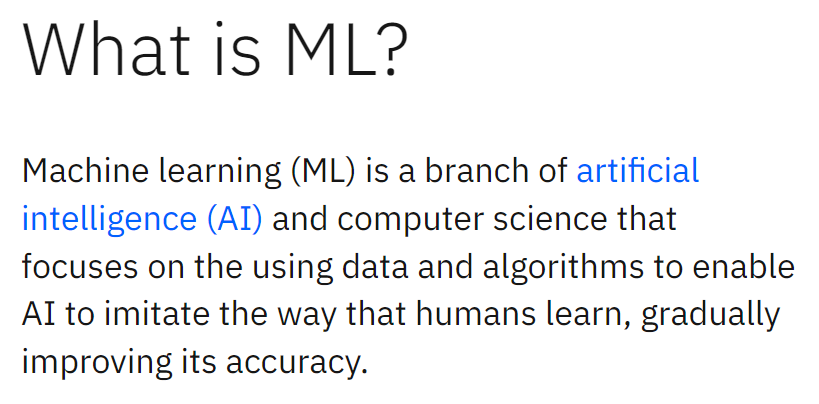 What is ML?
Machine learning (ML) is a branch of artificial
intelligence (AI) and computer science that
focuses on the using data and algorithms to enable
AI to imitate the way that humans learn, gradually
improving its accuracy.